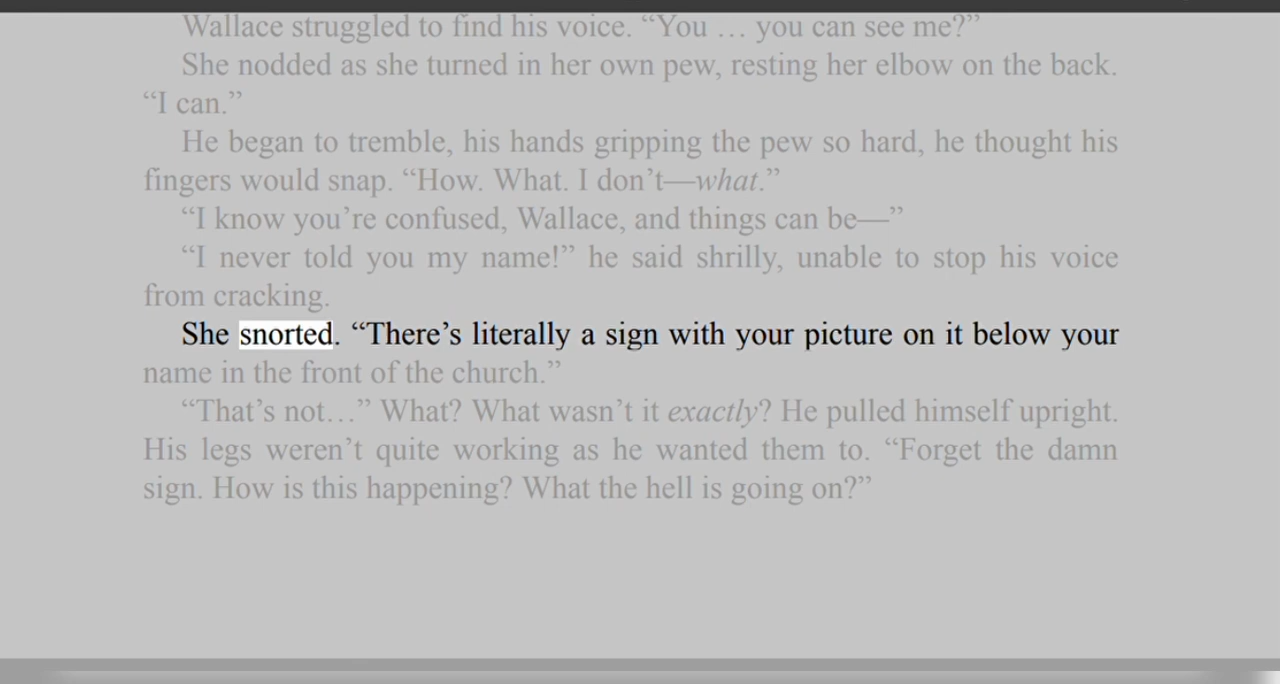 Wallace struggled to find his voice. “You … you can see me?”
She nodded as she turned in her own pew, resting her elbow on the back.
“I can.”
He began to tremble, his hands gripping the pew so hard, he thought his
fingers would snap. “How. What. I don’t—what.”
“I know you’re confused, Wallace, and things can be—”
“I never told you my name!” he said shrilly, unable to stop his voice
from cracking.
She snorted. “There’s literally a sign with your picture on it below your
name in the front of the church.”
“That’s not…” What? What wasn’t it exactly? He pulled himself upright.
His legs weren’t quite working as he wanted them to. “Forget the damn
sign. How is this happening? What the hell is going on?”